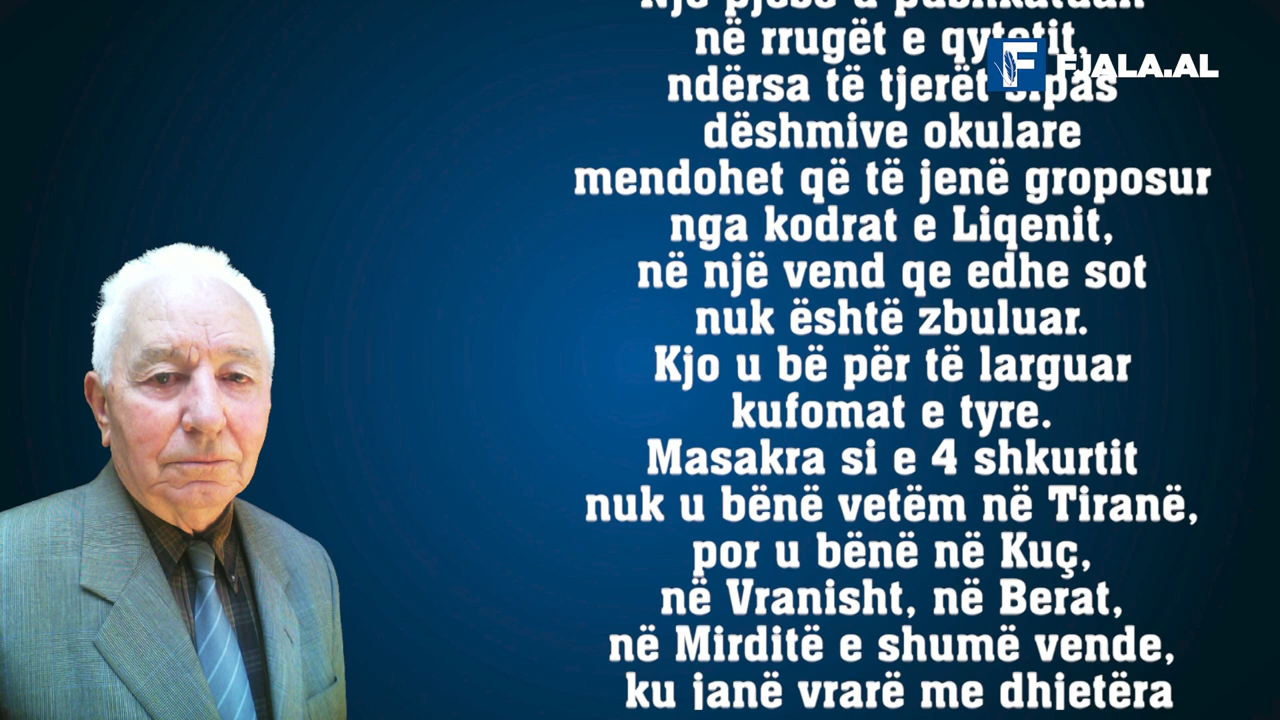 Një pjesë u pushkatuan
në rrugët e qytetit,
ndërsa të tjerët sipas
dëshmive okulare
mendohet që të jenë groposur
nga kodrat e Liqenit,
në një vend qe edhe sot
nuk është zbuluar.
Kjo u bë për të larguar
kufomat e tyre.
Masakra si e 4 shkurtit
nuk u bënë vetëm në Tiranë,
por u bënë në Kuç,
në Vranisht, në Berat,
në Mirditë e shumë vende,
ku janë vrarë me dhjetëra
F FJALA.AL